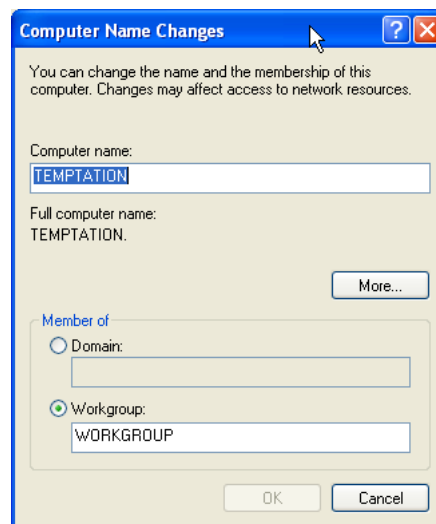 Computer Name Changes
You can change the name and the membership of this
computer. Changes may affect access to network resources.
Computer name:
TEMPTATION
Full computer name:
TEMPTATION.
More...
Member of
Domain:
Workgroup:
WORKGROUP
OK Cancel